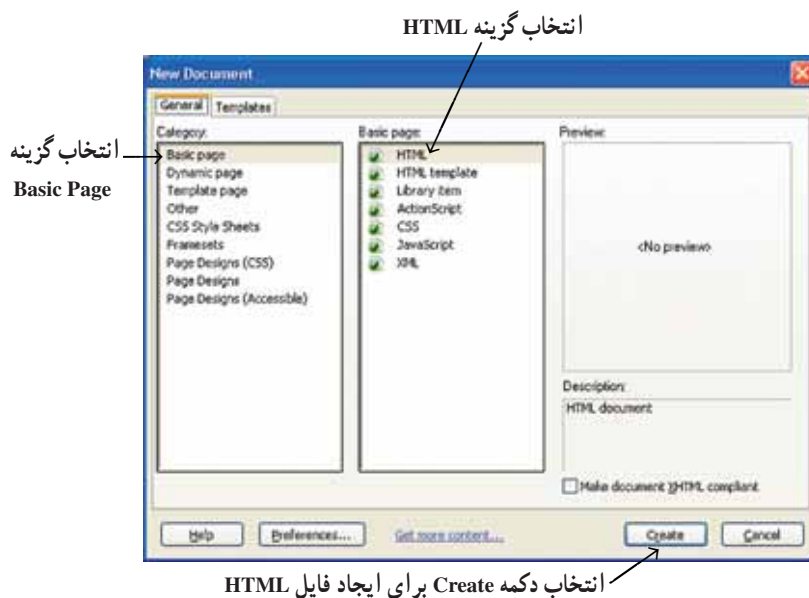 انتخاب گزینه HTML
New Document
General
Templates
Category:
Basic page:
Preview:
انتخاب گزینه
Basic Page
Basic page
Dynamic page
Template page
Other
CSS Style Sheets
Framesets
Page Designs (CSS)
Page Designs
Page Designs (Accessible)
HTML
HTML template
Library item
ActionScript
CSS
JavaScript
XML
<No preview>
Description:
HTML document
Make document XHTML compliant
Help
Preferences...
Get more content...
Create
Cancel
انتخاب دکمه Create برای ایجاد فایل HTML